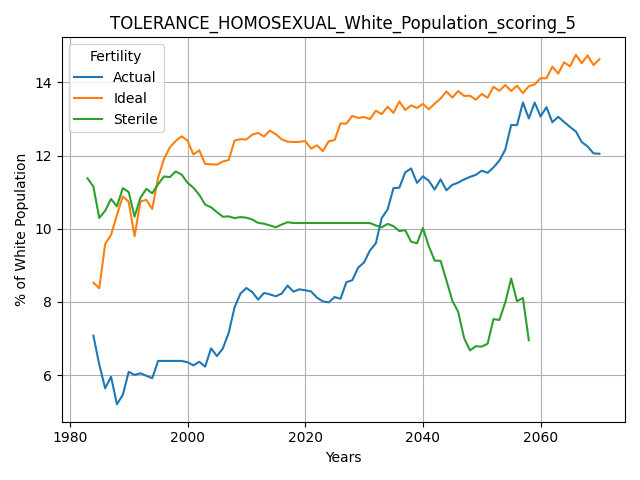 TOLERANCE_HOMOSEXUAL_White_Population_scoring_5
Fertility
Actual
Ideal
Sterile
% of White Population
14
12
10
8
6
1980
2000
2020
2040
2060
Years